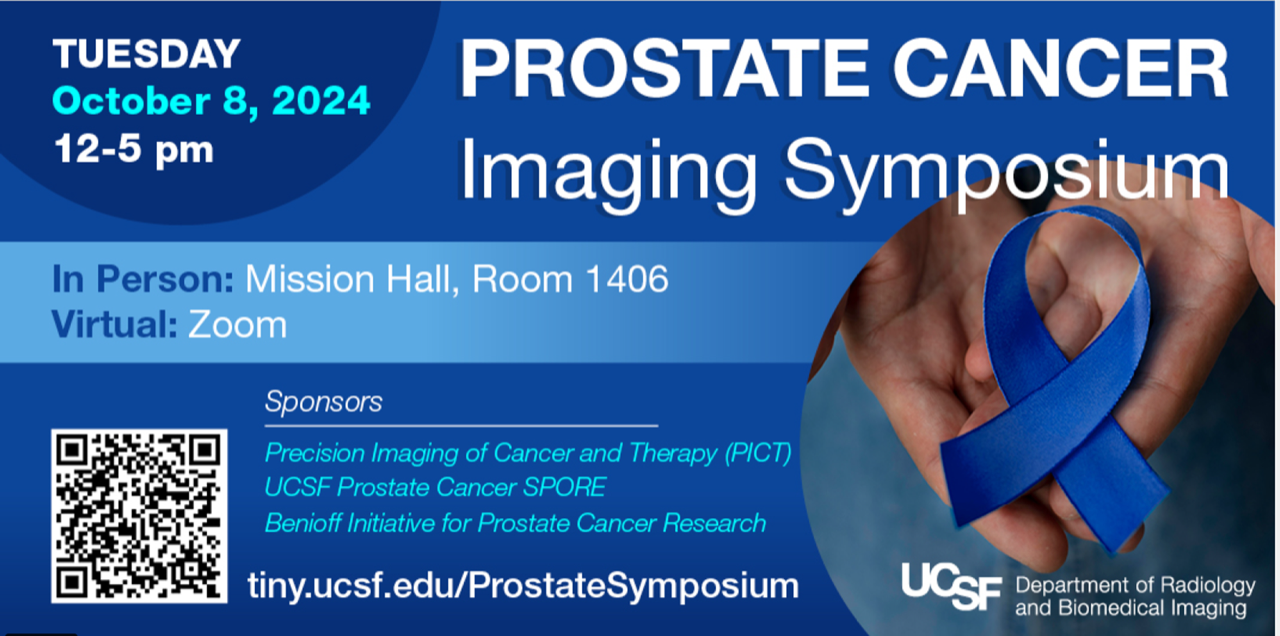 TUESDAY
October 8, 2024
12-5 pm
PROSTATE CANCER
Imaging Symposium
In Person: Mission Hall, Room 1406
Virtual: Zoom
Sponsors
Precision Imaging of Cancer and Therapy (PICT)
UCSF Prostate Cancer SPORE
Benioff Initiative for Prostate Cancer Research
tiny.ucsf.edu/ProstateSymposium
UCSF
Department of Radiology
and Biomedical Imaging